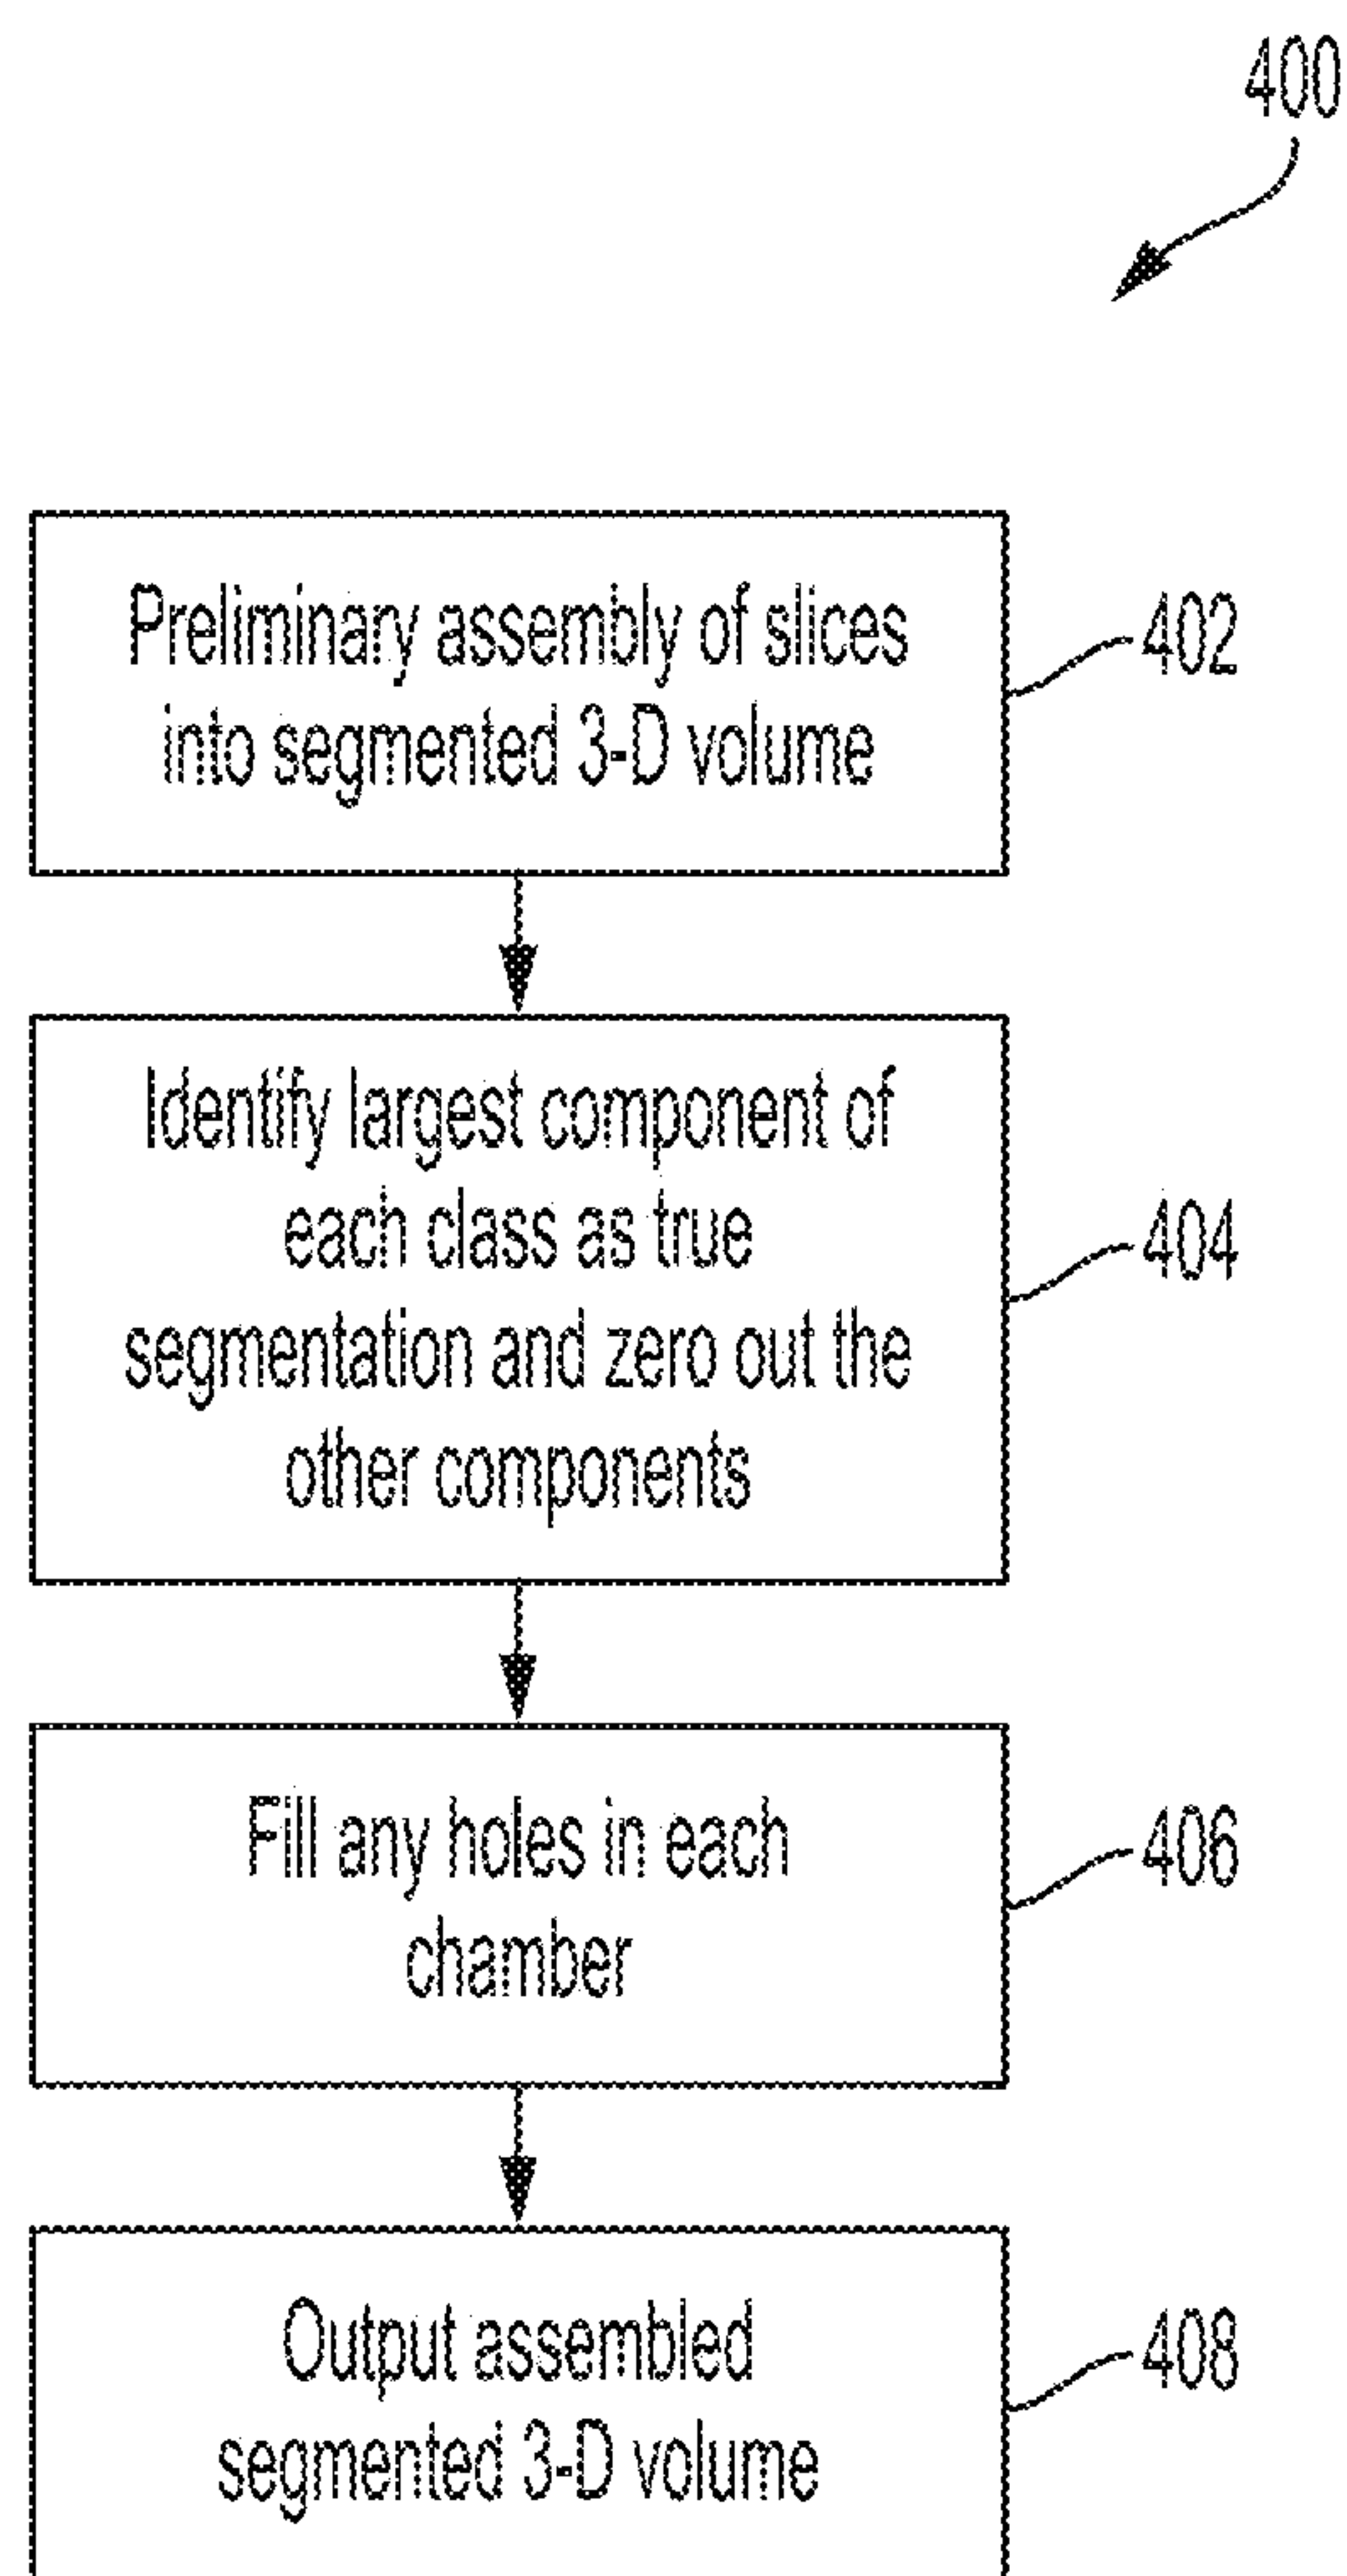 400
Preliminary assembly of slices
into segmented 3-D volume
402
Identify largest component of
each class as true
segmentation and zero out the
other components
404
Fill any holes in each
chamber
406
Output assembled
segmented 3-D volume
408